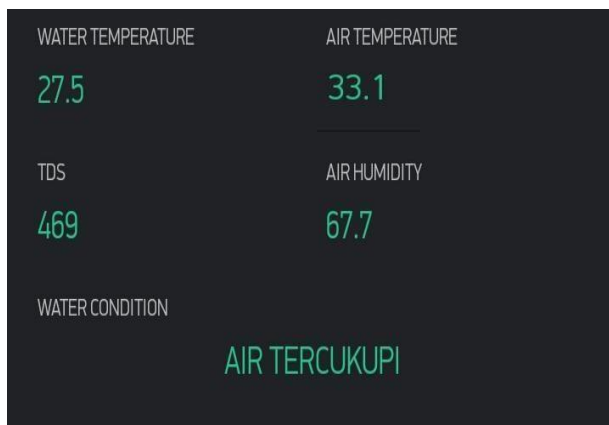 WATER TEMPERATURE AIR TEMPERATURE
27.5 33.1
TDS AIR HUMIDITY
469 67.7
WATER CONDITION
AIR TERCUKUPI